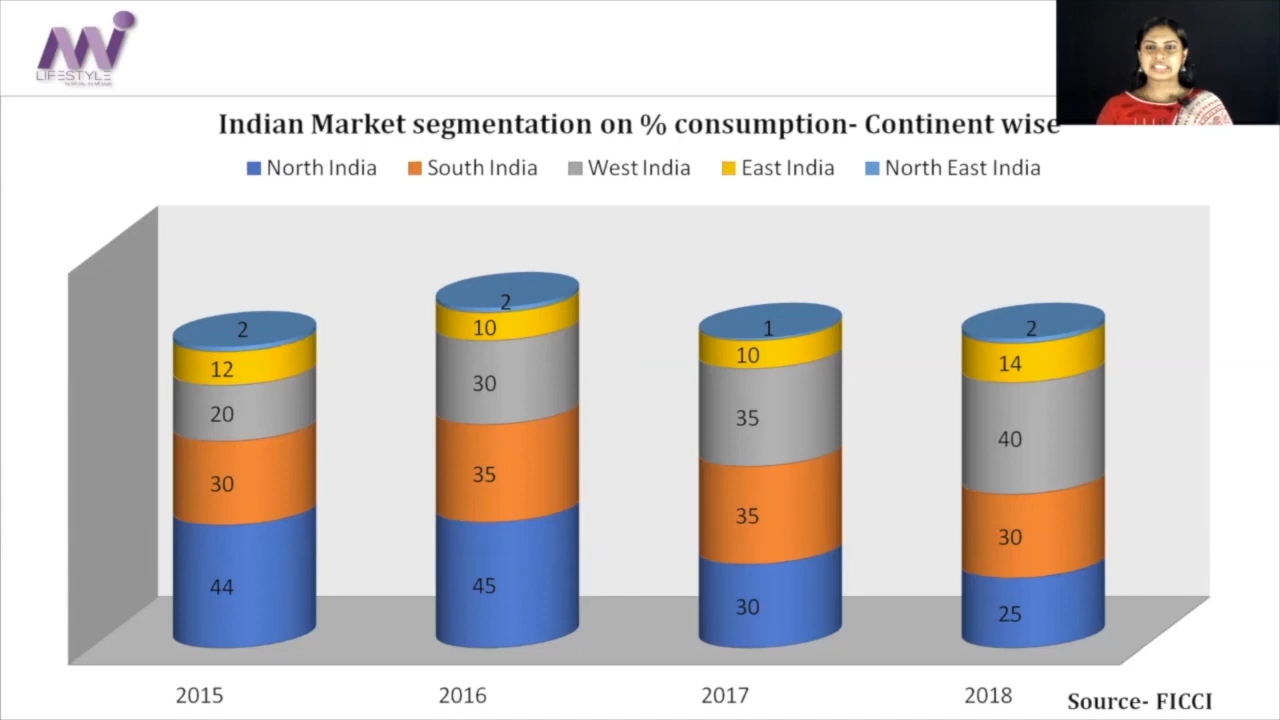 LIFESTYLE
Indian Market segmentation on % consumption- Continent wise
North India South India West India East India North East India
2 2 1 2
12 10 10 14
20 30 35 40
30 35 35 30
44 45 30 25
2015 2016 2017 2018
Source- FICCI